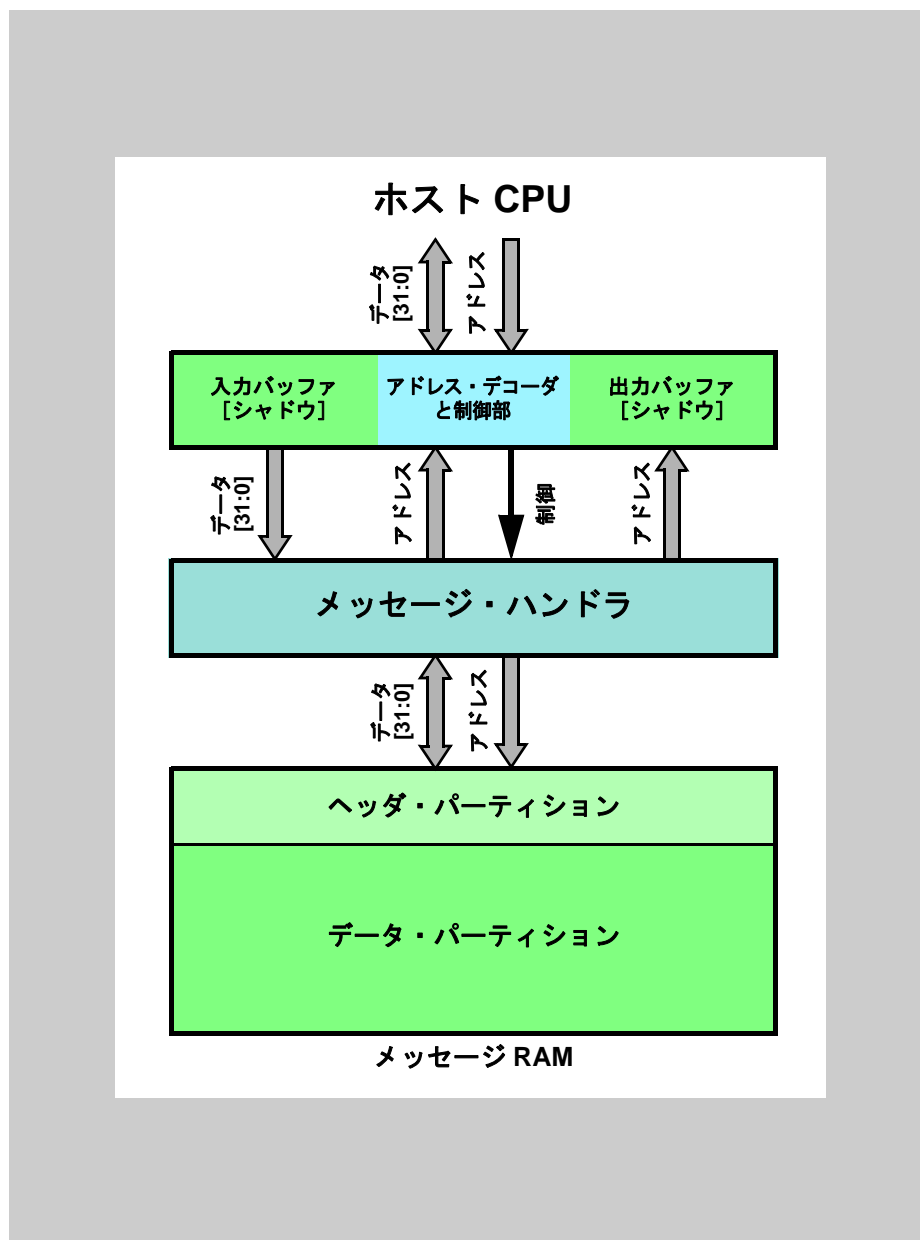 ホスト CPU
データ
[31:0]
アドレス
入力バッファ
[シャドウ]
アドレス・デコーダ
と制御部
出力バッファ
[シャドウ]
データ
[31:0]
アドレス
制御
アドレス
メッセージ・ハンドラ
データ
[31:0]
アドレス
ヘッダ・パーティション
データ・パーティション
メッセージ RAM